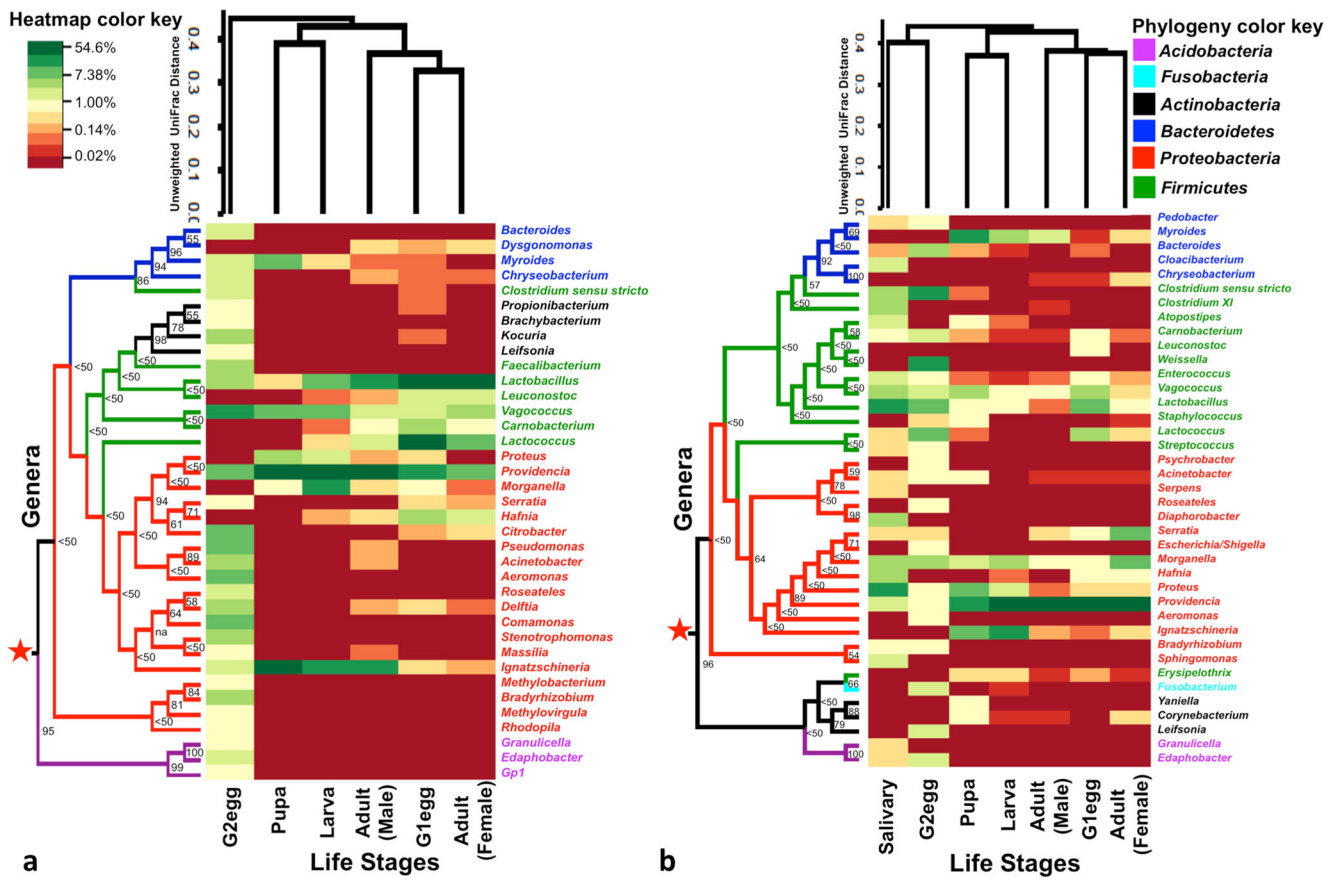 Heatmap color key
54.6%
7.38%
1.00%
0.14%
0.02%
Unweighted UniFrac Distance
0.4
0.3
0.2
0.1
Bacteroides
Dysgonomonas
Myroides
Chryseobacterium
Clostridium sensu stricto
Propionibacterium
Brachybacterium
Kocuria
Leifsonia
Faecalibacterium
Lactobacillus
Leuconostoc
Vagococcus
Carnobacterium
Lactococcus
Proteus
Providencia
Morganella
Serratia
Hafnia
Citrobacter
Pseudomonas
Acinetobacter
Aeromonas
Roseateles
Delftia
Comamonas
Stenotrophomonas
Massilia
Ignatzschineria
Methylobacterium
Bradyrhizobium
Methylovirgula
Rhodopila
Granulicella
Edaphobacter
Gp1
55
96
94
86
55
78
98
<50
<50
<50
<50
<50
<50
<50
<50
<50
94
71
61
<50
89
<50
58
64
na
<50
<50
84
81
<50
95
100
99
Genera
G2egg
Pupa
Larva
Adult (Male)
G1egg
Adult (Female)
Life Stages
a
Phylogeny color key
Acidobacteria
Fusobacteria
Actinobacteria
Bacteroidetes
Proteobacteria
Firmicutes
Unweighted UniFrac Distance
0.4
0.3
0.2
0.1
Pedobacter
Myroides
Bacteroides
Cloacibacterium
Chryseobacterium
Clostridium sensu stricto
Clostridium XI
Atopostipes
Carnobacterium
Leuconostoc
Weissella
Enterococcus
Vagococcus
Lactobacillus
Staphylococcus
Lactococcus
Streptococcus
Psychrobacter
Acinetobacter
Serpens
Roseateles
Diaphorobacter
Serratia
Escherichia/Shigella
Morganella
Hafnia
Proteus
Providencia
Aeromonas
Ignatzschineria
Bradyrhizobium
Sphingomonas
Erysipelothrix
Fusobacterium
Yaniella
Corynebacterium
Leifsonia
Granulicella
Edaphobacter
69
<50
92
100
57
<50
58
<50
<50
<50
<50
<50
<50
<50
<50
59
78
<50
98
64
71
<50
<50
<50
89
<50
<50
<50
54
96
66
<50
88
79
<50
100
Genera
Salivary
G2egg
Pupa
Larva
Adult (Male)
G1egg
Adult (Female)
Life Stages
b